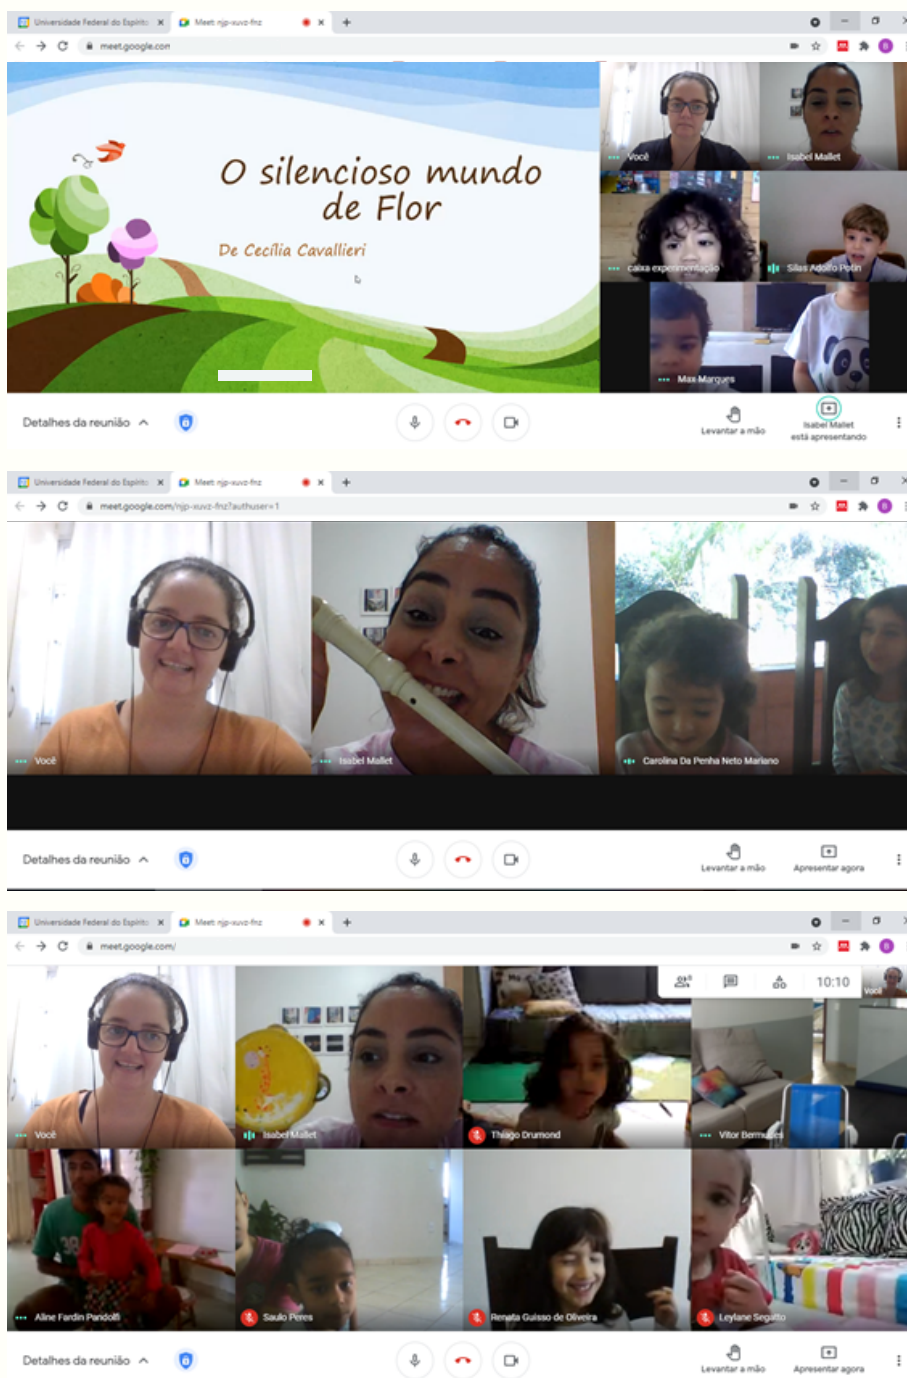 Universidade Federal do Espírito
Meet: njp-xuvz-fnz
meet.google.con
O silencioso mundo
de Flor
De Cecília Cavallieri
Você
Isabel Mallet
caixa experimentação
Silas Adolfo Potin
Max Marques
Detalhes da reunião
Levantar a mão
Isabel Mallet
está apresentando
Universidade Federal do Espírito
Meet: njp-xuvz-fnz
meet.google.com/njp-xuvz-fnz?authuser=1
Você
Isabel Mallet
Carolina Da Penha Neto Mariano
Detalhes da reunião
Levantar a mão
Apresentar agora
Universidade Federal do Espírito
Meet: njp-xuvz-fnz
meet.google.com/
10:10
Você
Você
Isabel Mallet
Thiago Drumond
Vitor Bermudes
Aline Fardin Pandolfi
Saulo Peres
Renata Guisso de Oliveira
Leylane Segatto
Detalhes da reunião
Levantar a mão
Apresentar agora